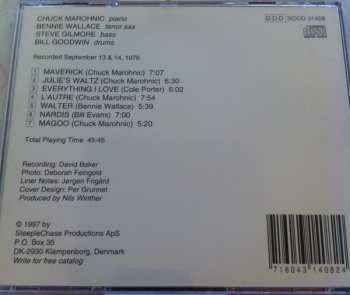 CHUCK MAROHNIC piano
BENNIE WALLACE tenor sax
STEVE GILMORE bass
BILL GOODWIN drums
DDD SCCD 31408
Recorded September 13 & 14, 1976
1 MAVERICK (Chuck Marohnic) 7:07
2 JULIE'S WALTZ (Chuck Marohnic) 6:30
3 EVERYTHING I LOVE (Cole Porter) 5:22
4 L'AUTRE (Chuck Marohnic) 7:54
5 WALTER (Bennie Wallace) 5:39
6 NARDIS (Bill Evans) 7:00
7 MAGOO (Chuck Marohnic) 5:20
Total Playing Time 45:45
Recording: David Baker
Photo: Deborah Feingold
Liner Notes: Jørgen Frigård
Cover Design: Per Grunnet
Produced by Nils Winther
© 1997 by
SteepleChase Productions ApS
P.O. Box 35
DK-2930 Klampenborg, Denmark
Write for free catalog
716043140824